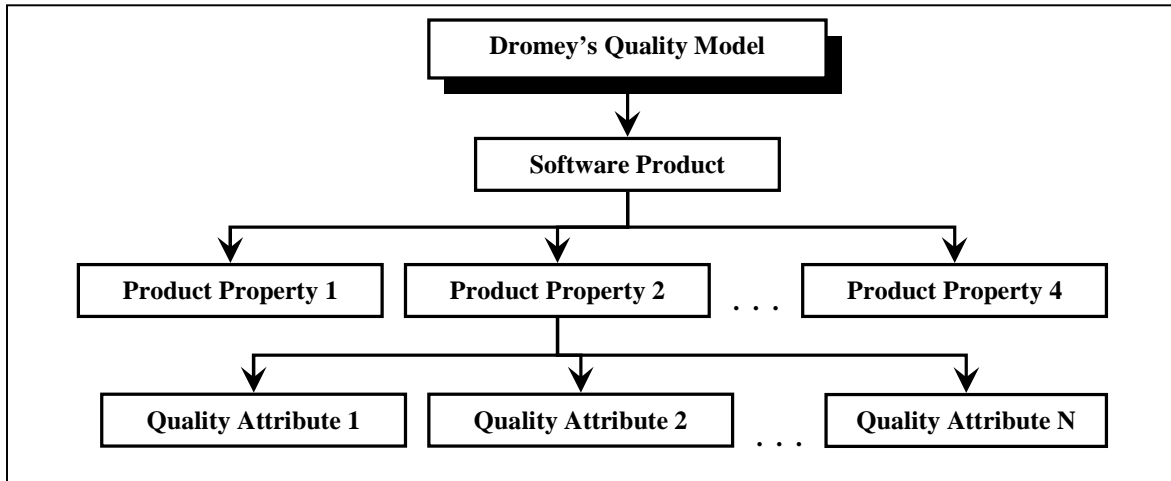 Dromey’s Quality Model
Software Product
Product Property 1
Product Property 2
. . .
Product Property 4
Quality Attribute 1
Quality Attribute 2
. . .
Quality Attribute N